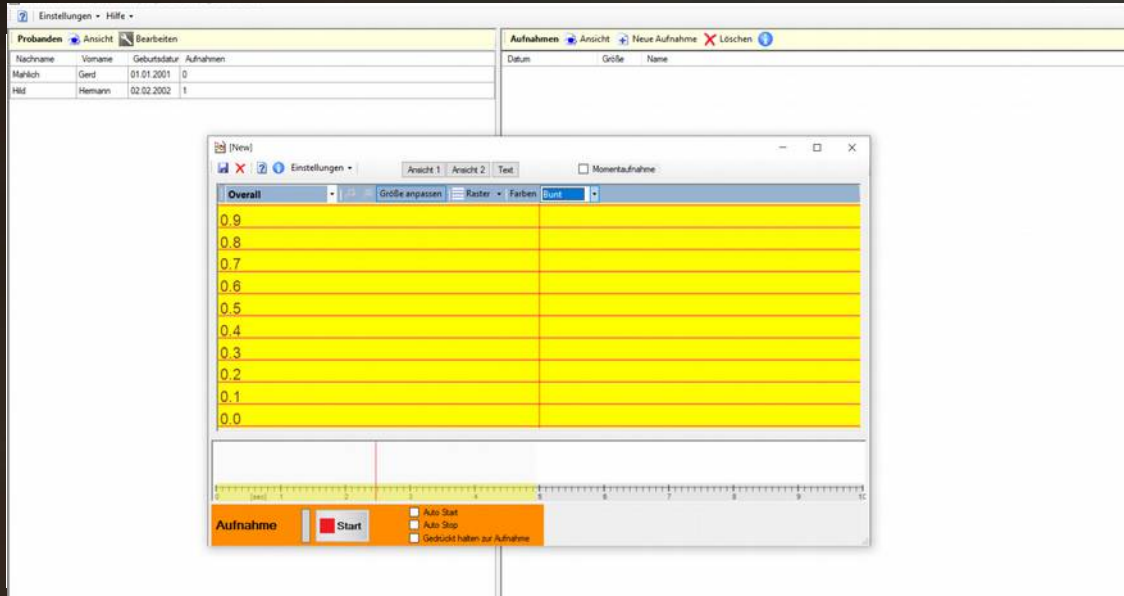 Einstellungen Hilfe
Probanden Ansicht Bearbeiten
Nachname Vorname Geburtsdatur Aufnahmen
Mahlich Gerd 01.01.2001 0
Hild Hermann 02.02.2002 1
Aufnahmen Ansicht Neue Aufnahme Löschen
Datum Größe Name
[New]
Einstellungen Ansicht 1 Ansicht 2 Text Momentaufnahme
Overall Größe anpassen Raster Farben Bunt
0.9
0.8
0.7
0.6
0.5
0.4
0.3
0.2
0.1
0.0
0 [sec] 1 2 3 4 5 6 7 8 9 10
Aufnahme Start
Auto Start
Auto Stop
Gedrückt halten zur Aufnahme